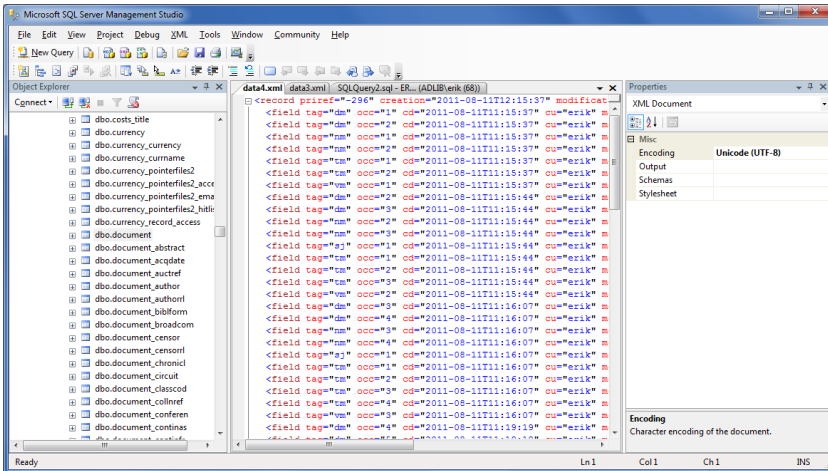 Microsoft SQL Server Management Studio
File Edit View Project Debug XML Tools Window Community Help
New Query
Object Explorer
Connect
dbo.costs_title
dbo.currency
dbo.currency_currency
dbo.currency_currname
dbo.currency_pointerfiles2
dbo.currency_pointerfiles2_acce
dbo.currency_pointerfiles2_ema
dbo.currency_pointerfiles2_hitli
dbo.currency_record_access
dbo.document
dbo.document_abstract
dbo.document_acqdate
dbo.document_auctref
dbo.document_author
dbo.document_authorrl
dbo.document_biblform
dbo.document_broadcom
dbo.document_censor
dbo.document_censorrl
dbo.document_chronicl
dbo.document_circuit
dbo.document_classcod
dbo.document_collnref
dbo.document_conferen
dbo.document_continas
data4.xml data3.xml SQLQuery2.sql - ER... (ADLIB\erik (68))
<record priref="-296" creation="2011-08-11T12:15:37" modificat
<field tag="dm" occ="1" cd="2011-08-11T11:15:37" cu="erik" m
<field tag="dm" occ="2" cd="2011-08-11T11:15:37" cu="erik" m
<field tag="nm" occ="1" cd="2011-08-11T11:15:37" cu="erik" m
<field tag="nm" occ="2" cd="2011-08-11T11:15:37" cu="erik" m
<field tag="tm" occ="1" cd="2011-08-11T11:15:37" cu="erik" m
<field tag="tm" occ="2" cd="2011-08-11T11:15:37" cu="erik" m
<field tag="vm" occ="1" cd="2011-08-11T11:15:37" cu="erik" m
<field tag="dm" occ="2" cd="2011-08-11T11:15:44" cu="erik" m
<field tag="dm" occ="3" cd="2011-08-11T11:15:44" cu="erik" m
<field tag="nm" occ="2" cd="2011-08-11T11:15:44" cu="erik" m
<field tag="nm" occ="3" cd="2011-08-11T11:15:44" cu="erik" m
<field tag="sj" occ="1" cd="2011-08-11T11:15:44" cu="erik" m
<field tag="tm" occ="2" cd="2011-08-11T11:15:44" cu="erik" m
<field tag="tm" occ="3" cd="2011-08-11T11:15:44" cu="erik" m
<field tag="vm" occ="2" cd="2011-08-11T11:15:44" cu="erik" m
<field tag="dm" occ="3" cd="2011-08-11T11:16:07" cu="erik" m
<field tag="dm" occ="4" cd="2011-08-11T11:16:07" cu="erik" m
<field tag="nm" occ="3" cd="2011-08-11T11:16:07" cu="erik" m
<field tag="nm" occ="4" cd="2011-08-11T11:16:07" cu="erik" m
<field tag="sj" occ="1" cd="2011-08-11T11:16:07" cu="erik" m
<field tag="tm" occ="1" cd="2011-08-11T11:16:07" cu="erik" m
<field tag="tm" occ="2" cd="2011-08-11T11:16:07" cu="erik" m
<field tag="tm" occ="3" cd="2011-08-11T11:16:07" cu="erik" m
<field tag="tm" occ="4" cd="2011-08-11T11:16:07" cu="erik" m
<field tag="vm" occ="3" cd="2011-08-11T11:16:07" cu="erik" m
<field tag="dm" occ="4" cd="2011-08-11T11:19:19" cu="erik" m
Properties
XML Document
Misc
Encoding Unicode (UTF-8)
Output
Schemas
Stylesheet
Encoding
Character encoding of the document.
Ready Ln 1 Col 1 Ch 1 INS